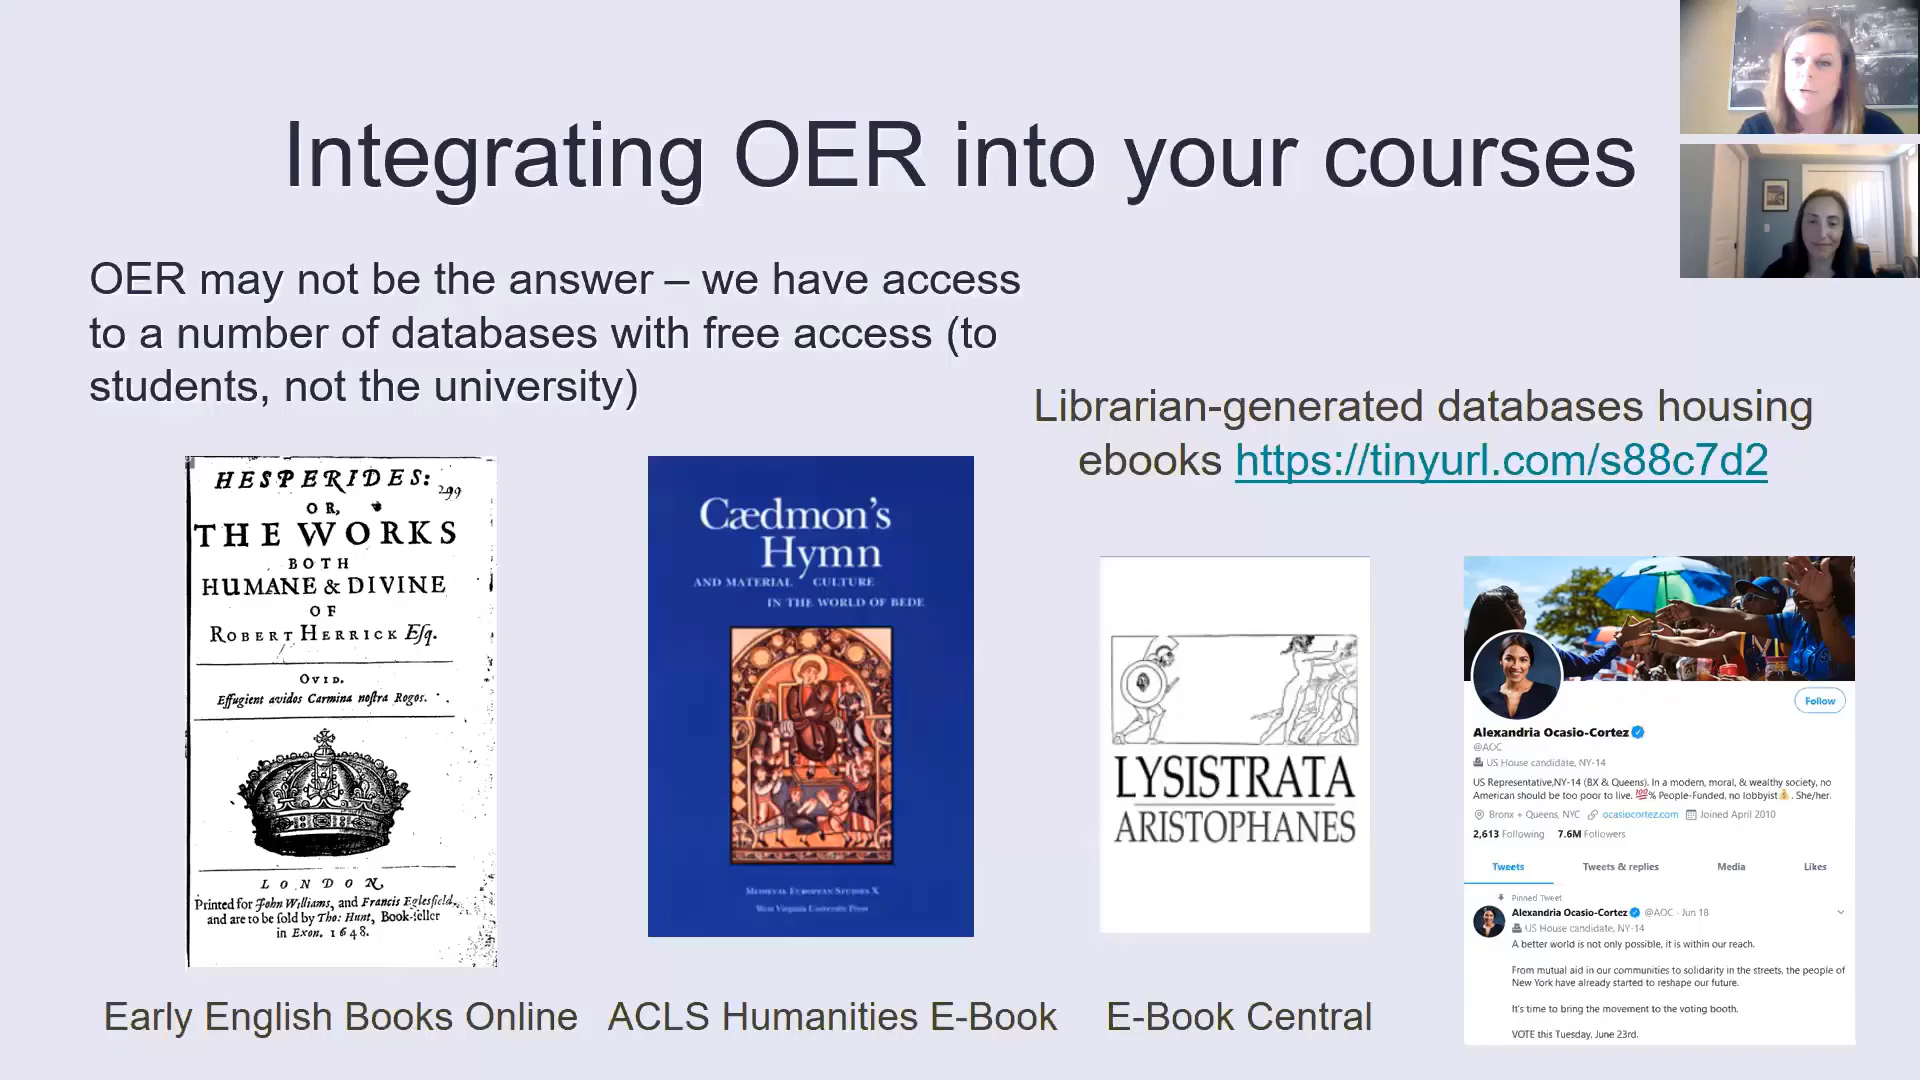 Integrating OER into your courses
OER may not be the answer – we have access
to a number of databases with free access (to
students, not the university)
Librarian-generated databases housing
ebooks https://tinyurl.com/s88c7d2
HESPERIDES:
299
OR,
THE WORKS
BOTH
HUMANE & DIVINE
OF
ROBERT HERRICK Eſq.
OVID.
Effugient avidos Carmina noſtra Rogos.
LONDON,
Printed for John Williams, and Francis Eglesfield,
and are to be ſold by Tho: Hunt, Book-ſeller
in Exon. 1648.
Early English Books Online
Cædmon's
Hymn
AND MATERIAL CULTURE
IN THE WORLD OF BEDE
MEDIEVAL EUROPEAN STUDIES X
West Virginia University Press
ACLS Humanities E-Book
LYSISTRATA
ARISTOPHANES
E-Book Central
Follow
Alexandria Ocasio-Cortez
@AOC
US House candidate, NY-14
US Representative,NY-14 (BX & Queens). In a modern, moral, & wealthy society, no
American should be too poor to live. 💯% People-Funded, no lobbyist💰. She/her.
Bronx + Queens, NYC ocasiocortez.com Joined April 2010
2,613 Following 7.6M Followers
Tweets Tweets & replies Media Likes
Pinned Tweet
Alexandria Ocasio-Cortez @AOC · Jun 18
US House candidate, NY-14
A better world is not only possible, it is within our reach.
From mutual aid in our communities to solidarity in the streets, the people of
New York have already started to reshape our future.
It's time to bring the movement to the voting booth.
VOTE this Tuesday, June 23rd.